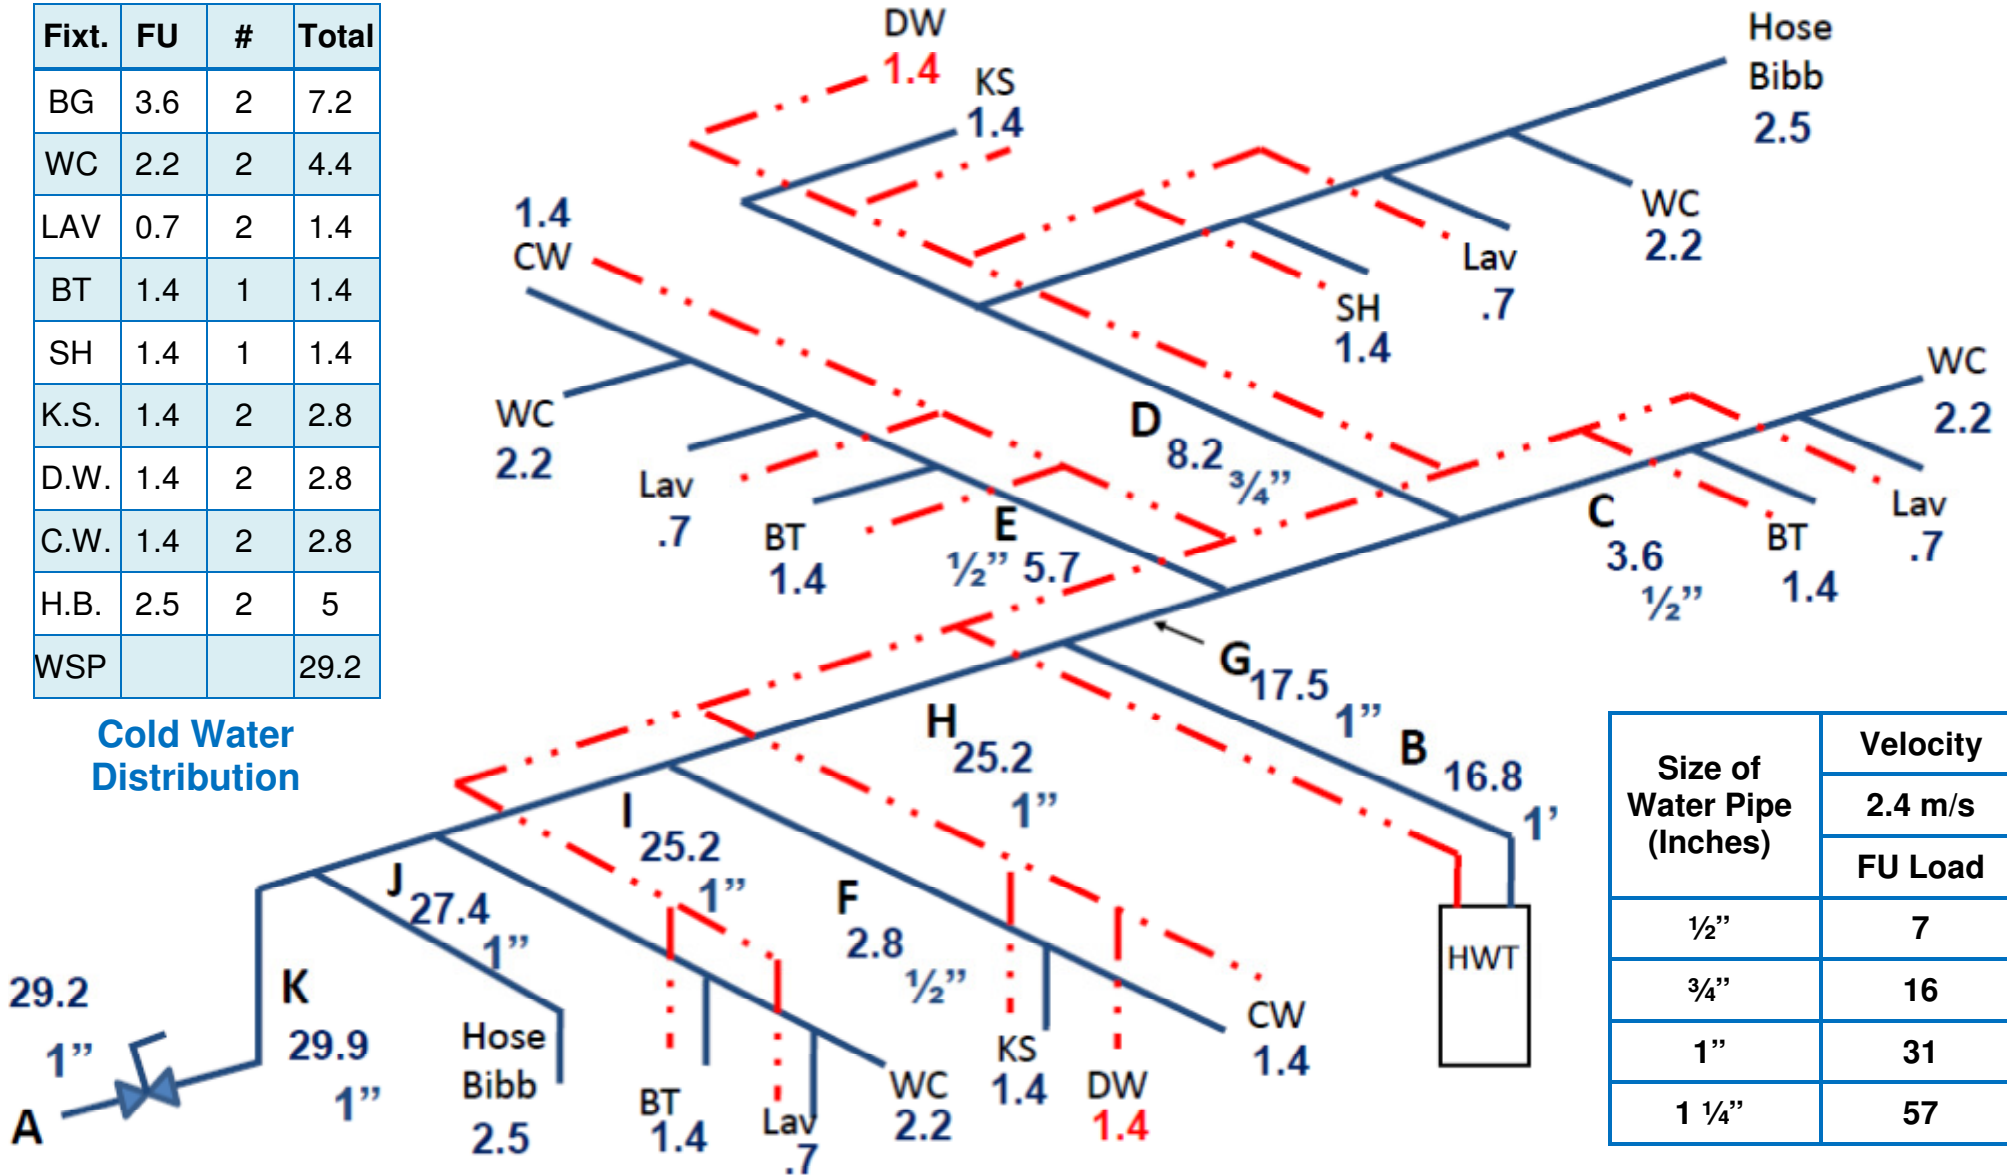 Fixt. FU # Total
BG 3.6 2 7.2
WC 2.2 2 4.4
LAV 0.7 2 1.4
BT 1.4 1 1.4
SH 1.4 1 1.4
K.S. 1.4 2 2.8
D.W. 1.4 2 2.8
C.W. 1.4 2 2.8
H.B. 2.5 2 5
WSP 29.2
Cold Water
Distribution
DW
1.4
KS
1.4
Hose
Bibb
2.5
WC
2.2
Lav
.7
SH
1.4
1.4
CW
WC
2.2
Lav
.7
BT
1.4
E
½” 5.7
D
8.2
¾”
WC
2.2
Lav
.7
BT
1.4
C
3.6
½”
G
17.5
1”
B
16.8
1’
HWT
H
25.2
1”
I
25.2
1”
F
2.8
½”
J
27.4
1”
K
29.9
1”
29.2
1”
A
Hose
Bibb
2.5
BT
1.4
Lav
.7
WC
2.2
KS
1.4
DW
1.4
CW
1.4
Size of
Water Pipe
(Inches)
Velocity
2.4 m/s
FU Load
½” 7
¾” 16
1” 31
1 ¼” 57